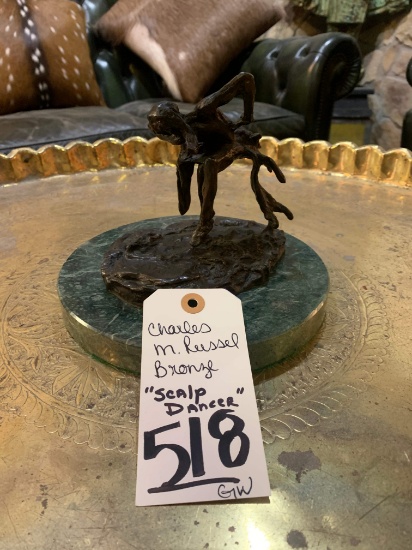 Charles
M. Russel
Bronze
"SCALP
DANCER"
518
GW